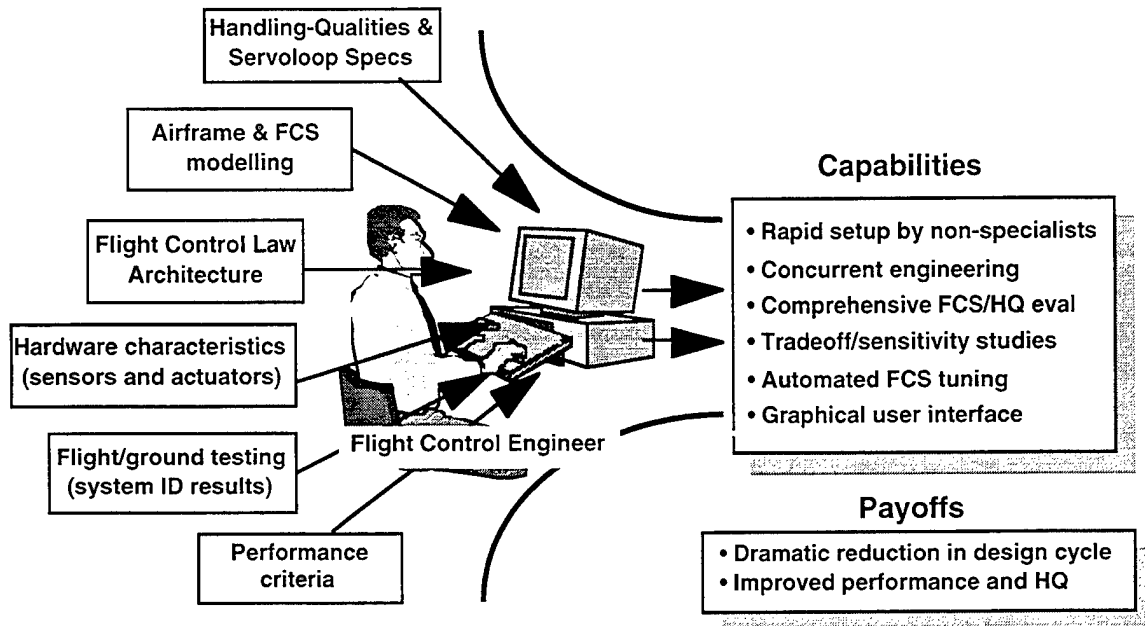 Handling-Qualities &
Servoloop Specs
Airframe & FCS
modelling
Flight Control Law
Architecture
Hardware characteristics
(sensors and actuators)
Flight/ground testing
(system ID results)
Performance
criteria
Flight Control Engineer
Capabilities
• Rapid setup by non-specialists
• Concurrent engineering
• Comprehensive FCS/HQ eval
• Tradeoff/sensitivity studies
• Automated FCS tuning
• Graphical user interface
Payoffs
• Dramatic reduction in design cycle
• Improved performance and HQ